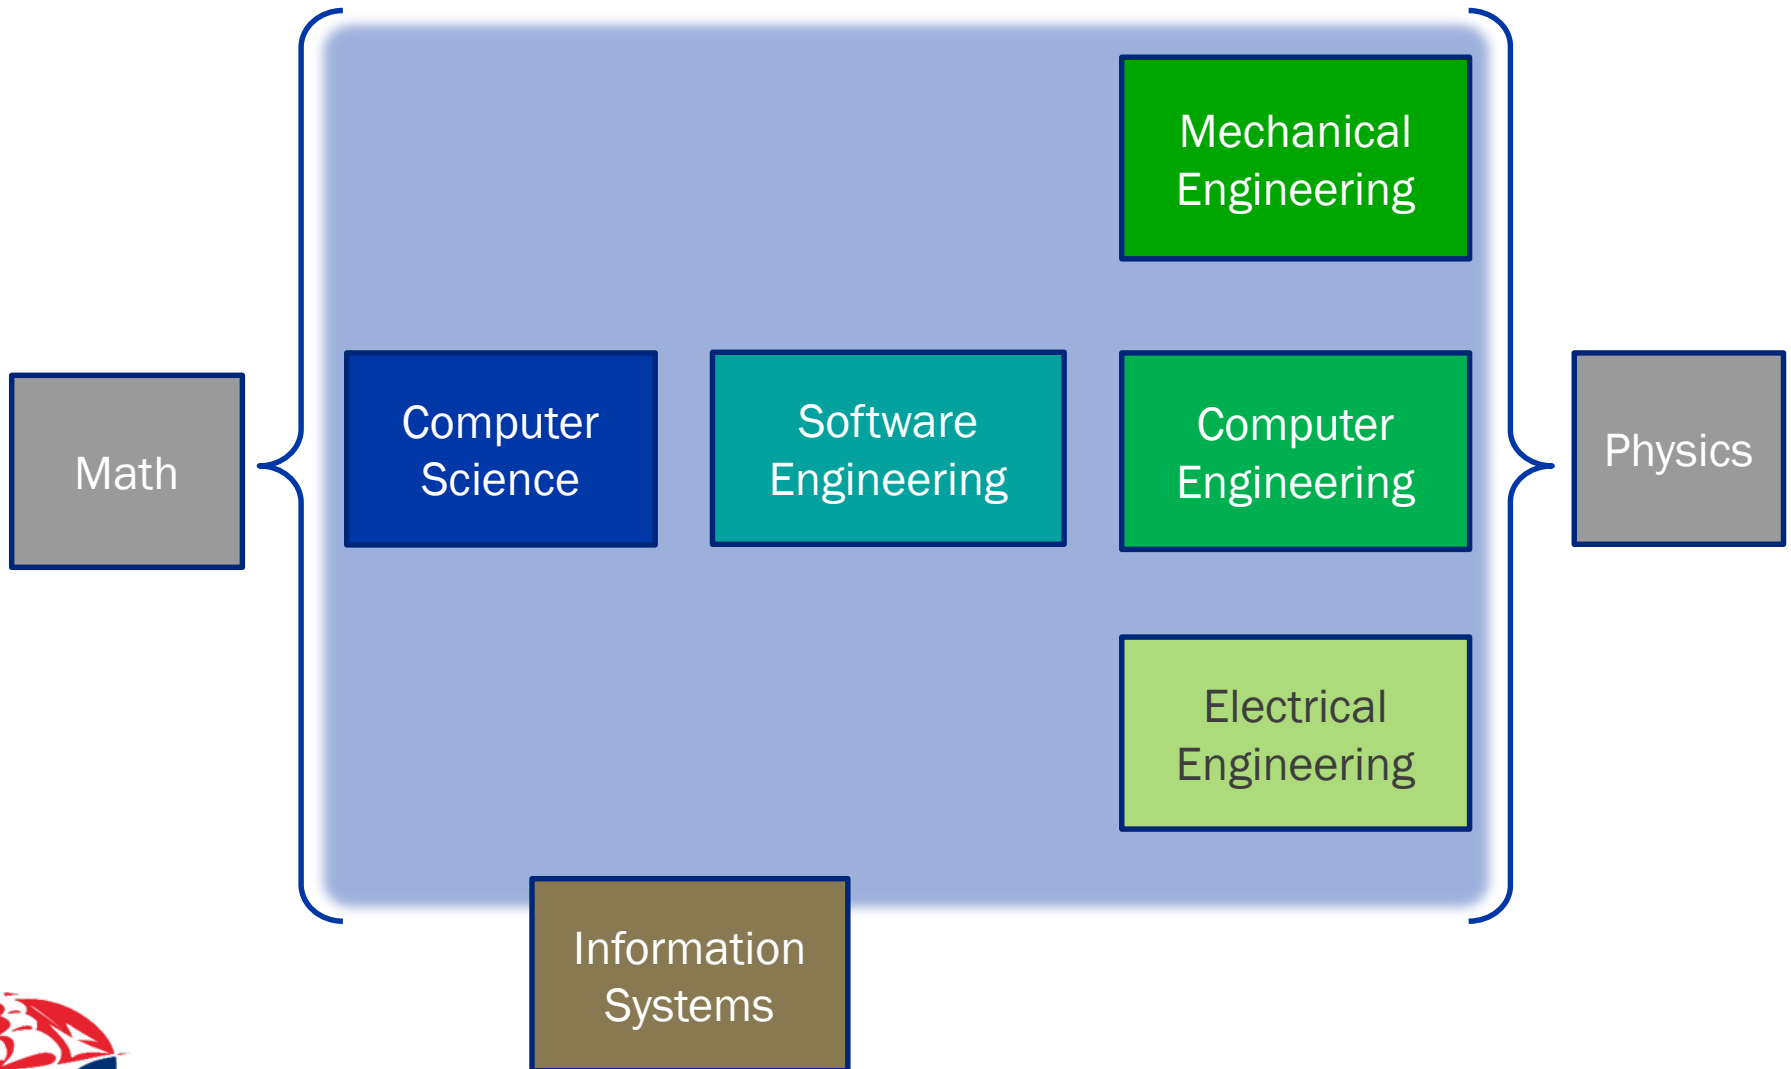 Mechanical
Engineering
Math
Computer
Science
Software
Engineering
Computer
Engineering
Physics
Electrical
Engineering
Information
Systems